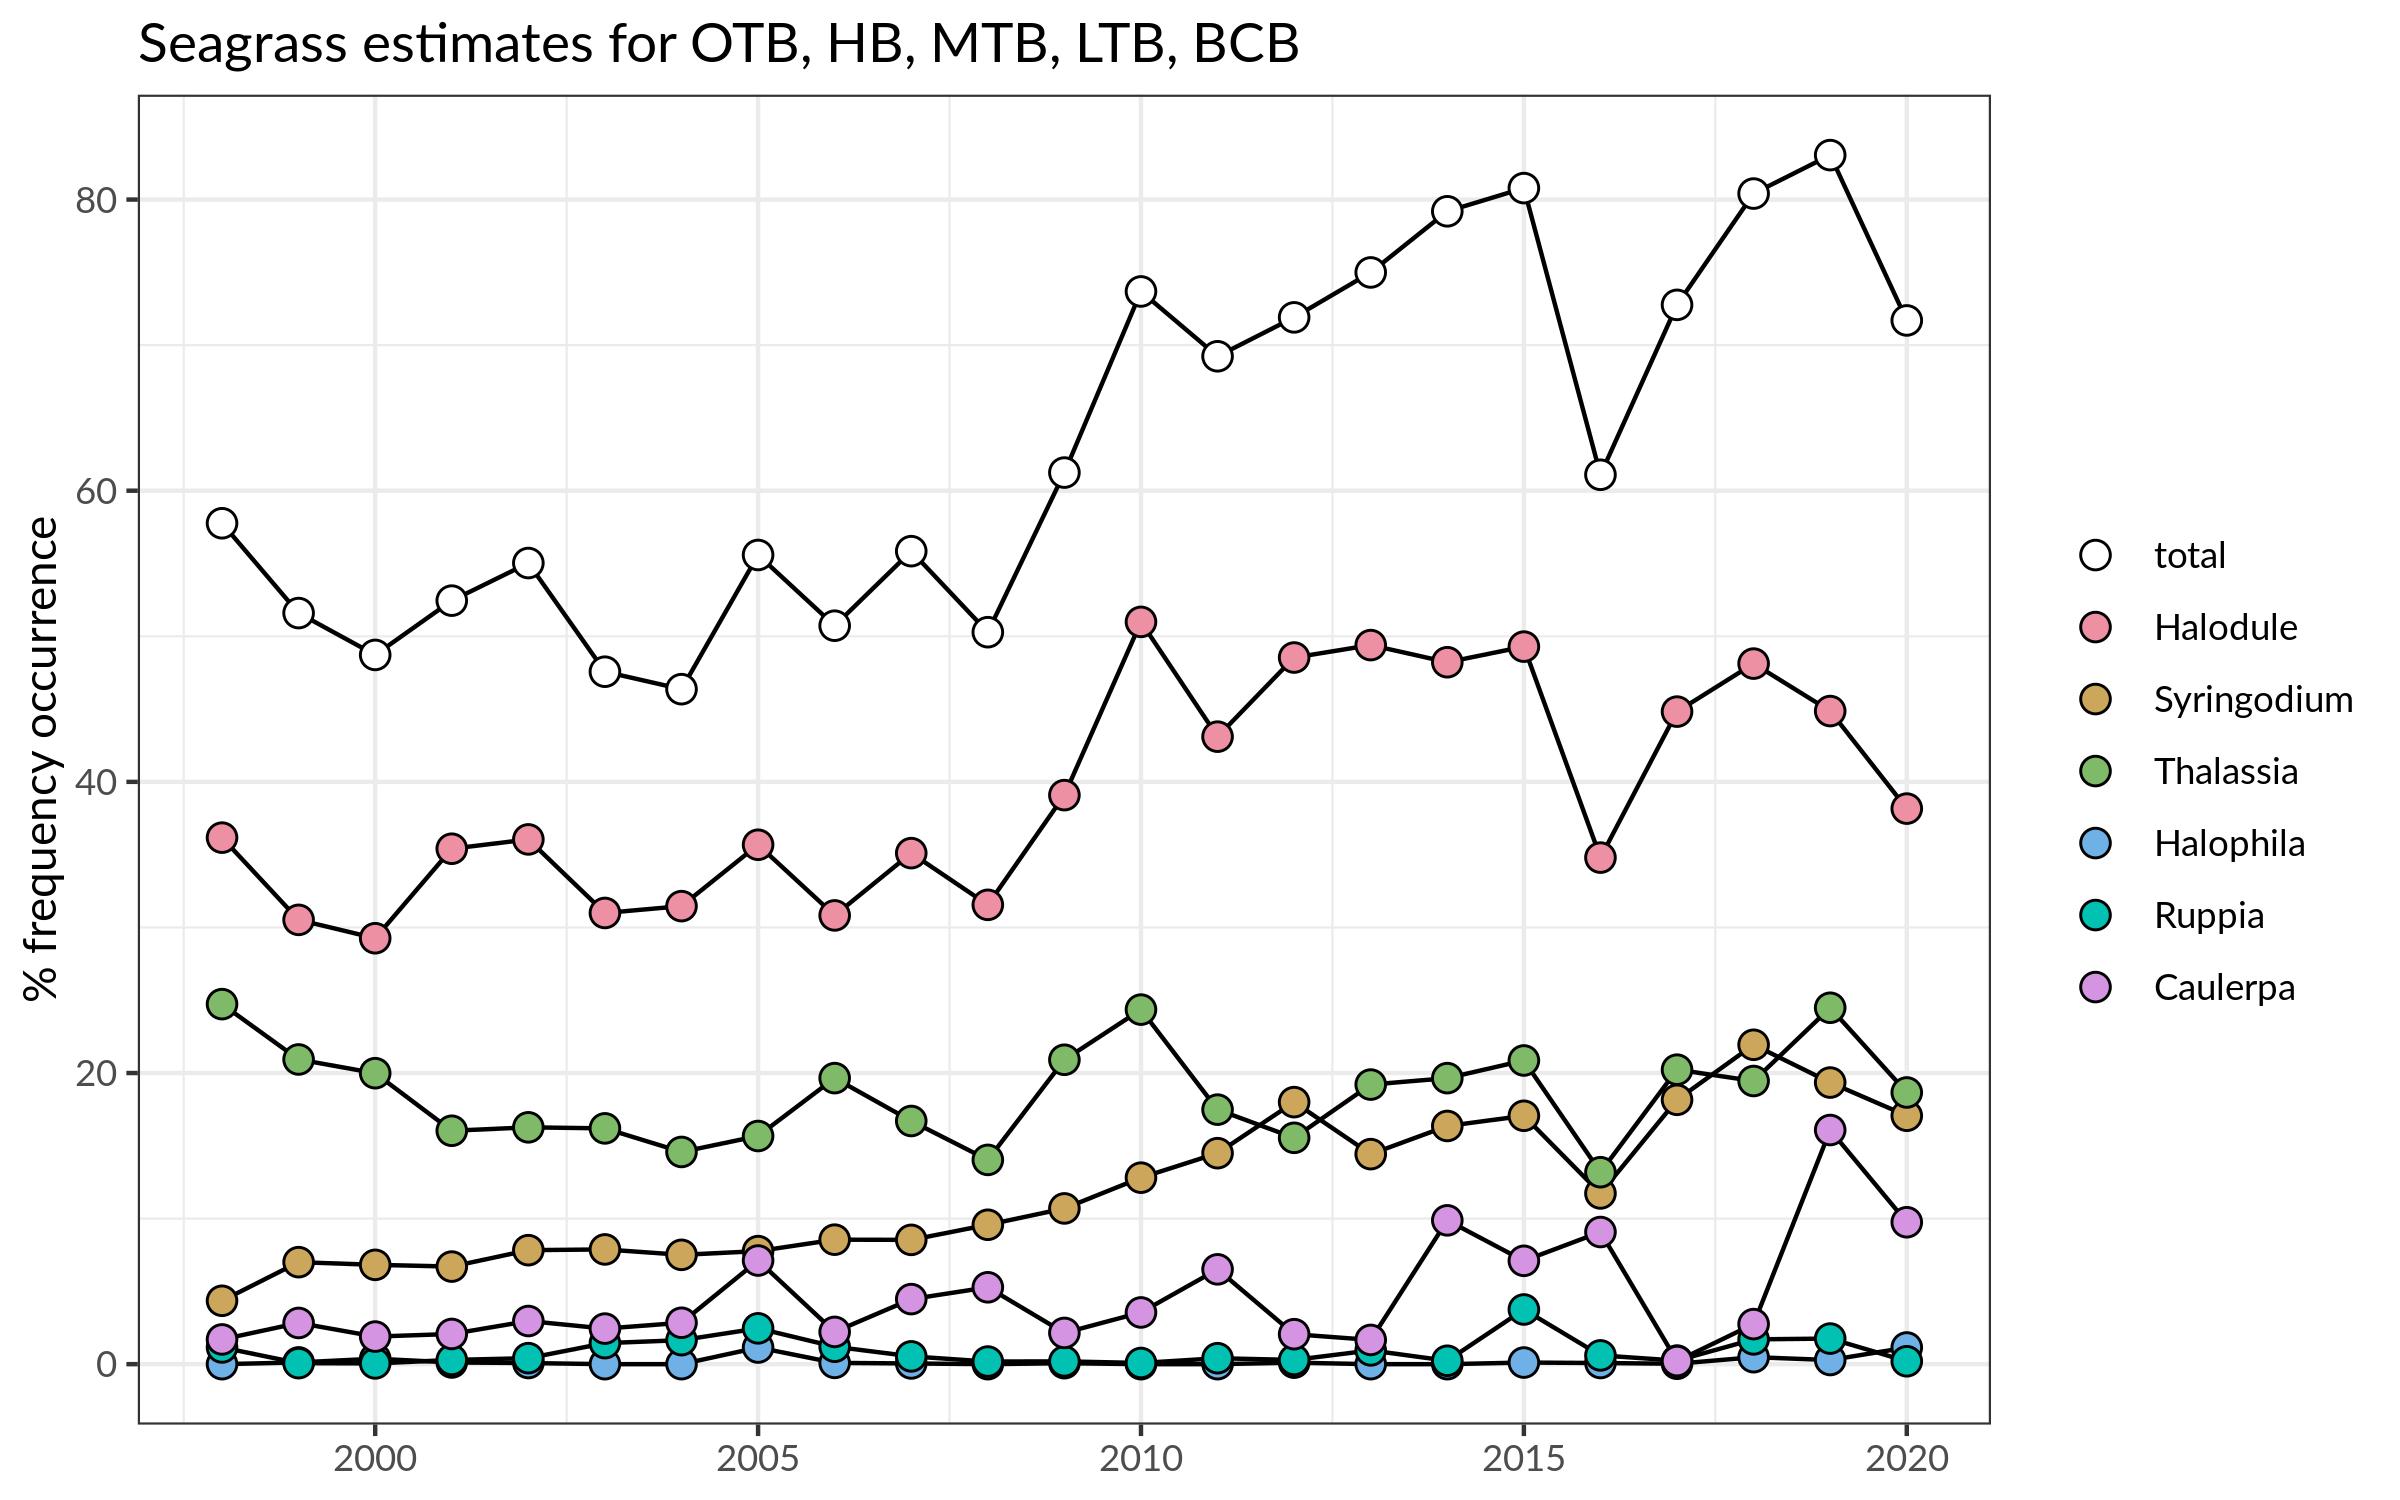 Seagrass estimates for OTB, HB, MTB, LTB, BCB
% frequency occurrence
80
60
40
20
0
2000
2005
2010
2015
2020
total
Halodule
Syringodium
Thalassia
Halophila
Ruppia
Caulerpa